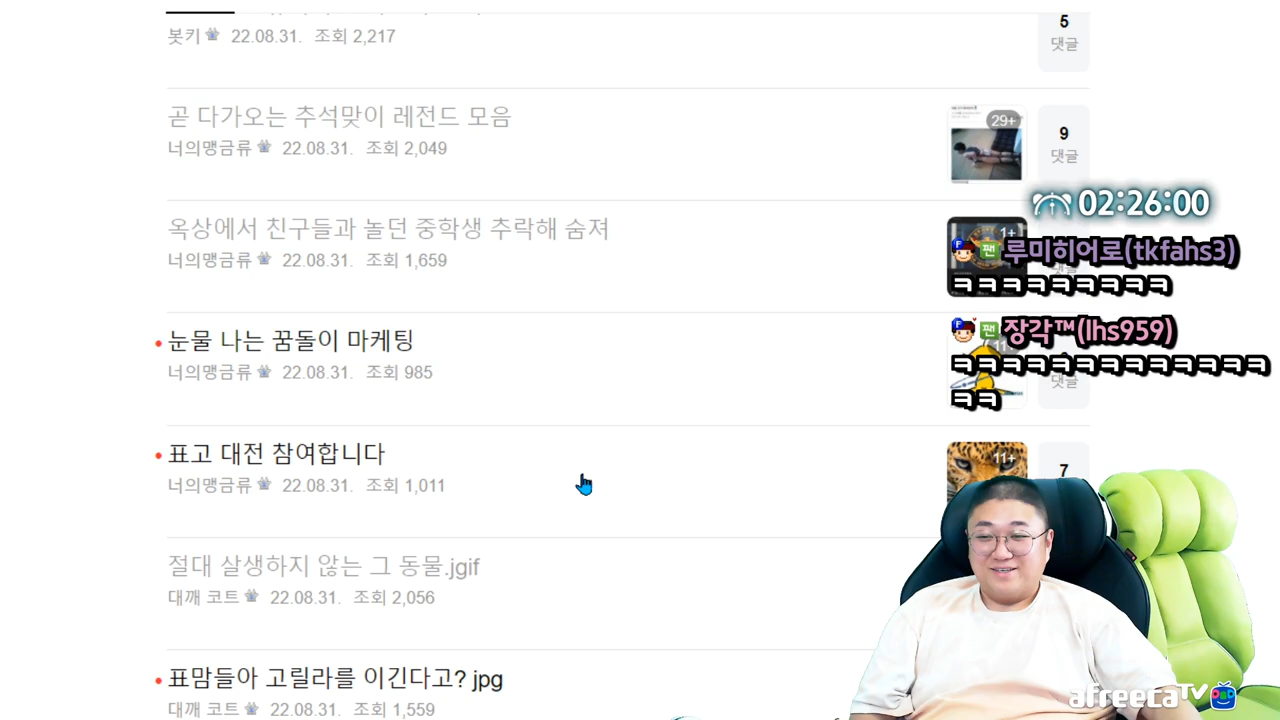 봇키 22.08.31. 조회 2,217
5
댓글
곧 다가오는 추석맞이 레전드 모음
너의맹금류 22.08.31. 조회 2,049
29+
9
댓글
02:26:00
옥상에서 친구들과 놀던 중학생 추락해 숨져
너의맹금류 22.08.31. 조회 1,659
1+
F 팬 루미히어로(tkfahs3)
ㅋㅋㅋㅋㅋㅋㅋㅋㅋ
눈물 나는 꿈돌이 마케팅
너의맹금류 22.08.31. 조회 985
11+
댓글
F 팬 장각™(lhs959)
ㅋㅋㅋㅋㅋㅋㅋㅋㅋㅋㅋㅋㅋ
ㅋㅋ
표고 대전 참여합니다
너의맹금류 22.08.31. 조회 1,011
11+
7
절대 살생하지 않는 그 동물.jgif
대깨 코트 22.08.31. 조회 2,056
표맘들아 고릴라를 이긴다고? jpg
대깨 코트 22.08.31. 조회 1,559
afreecaTV